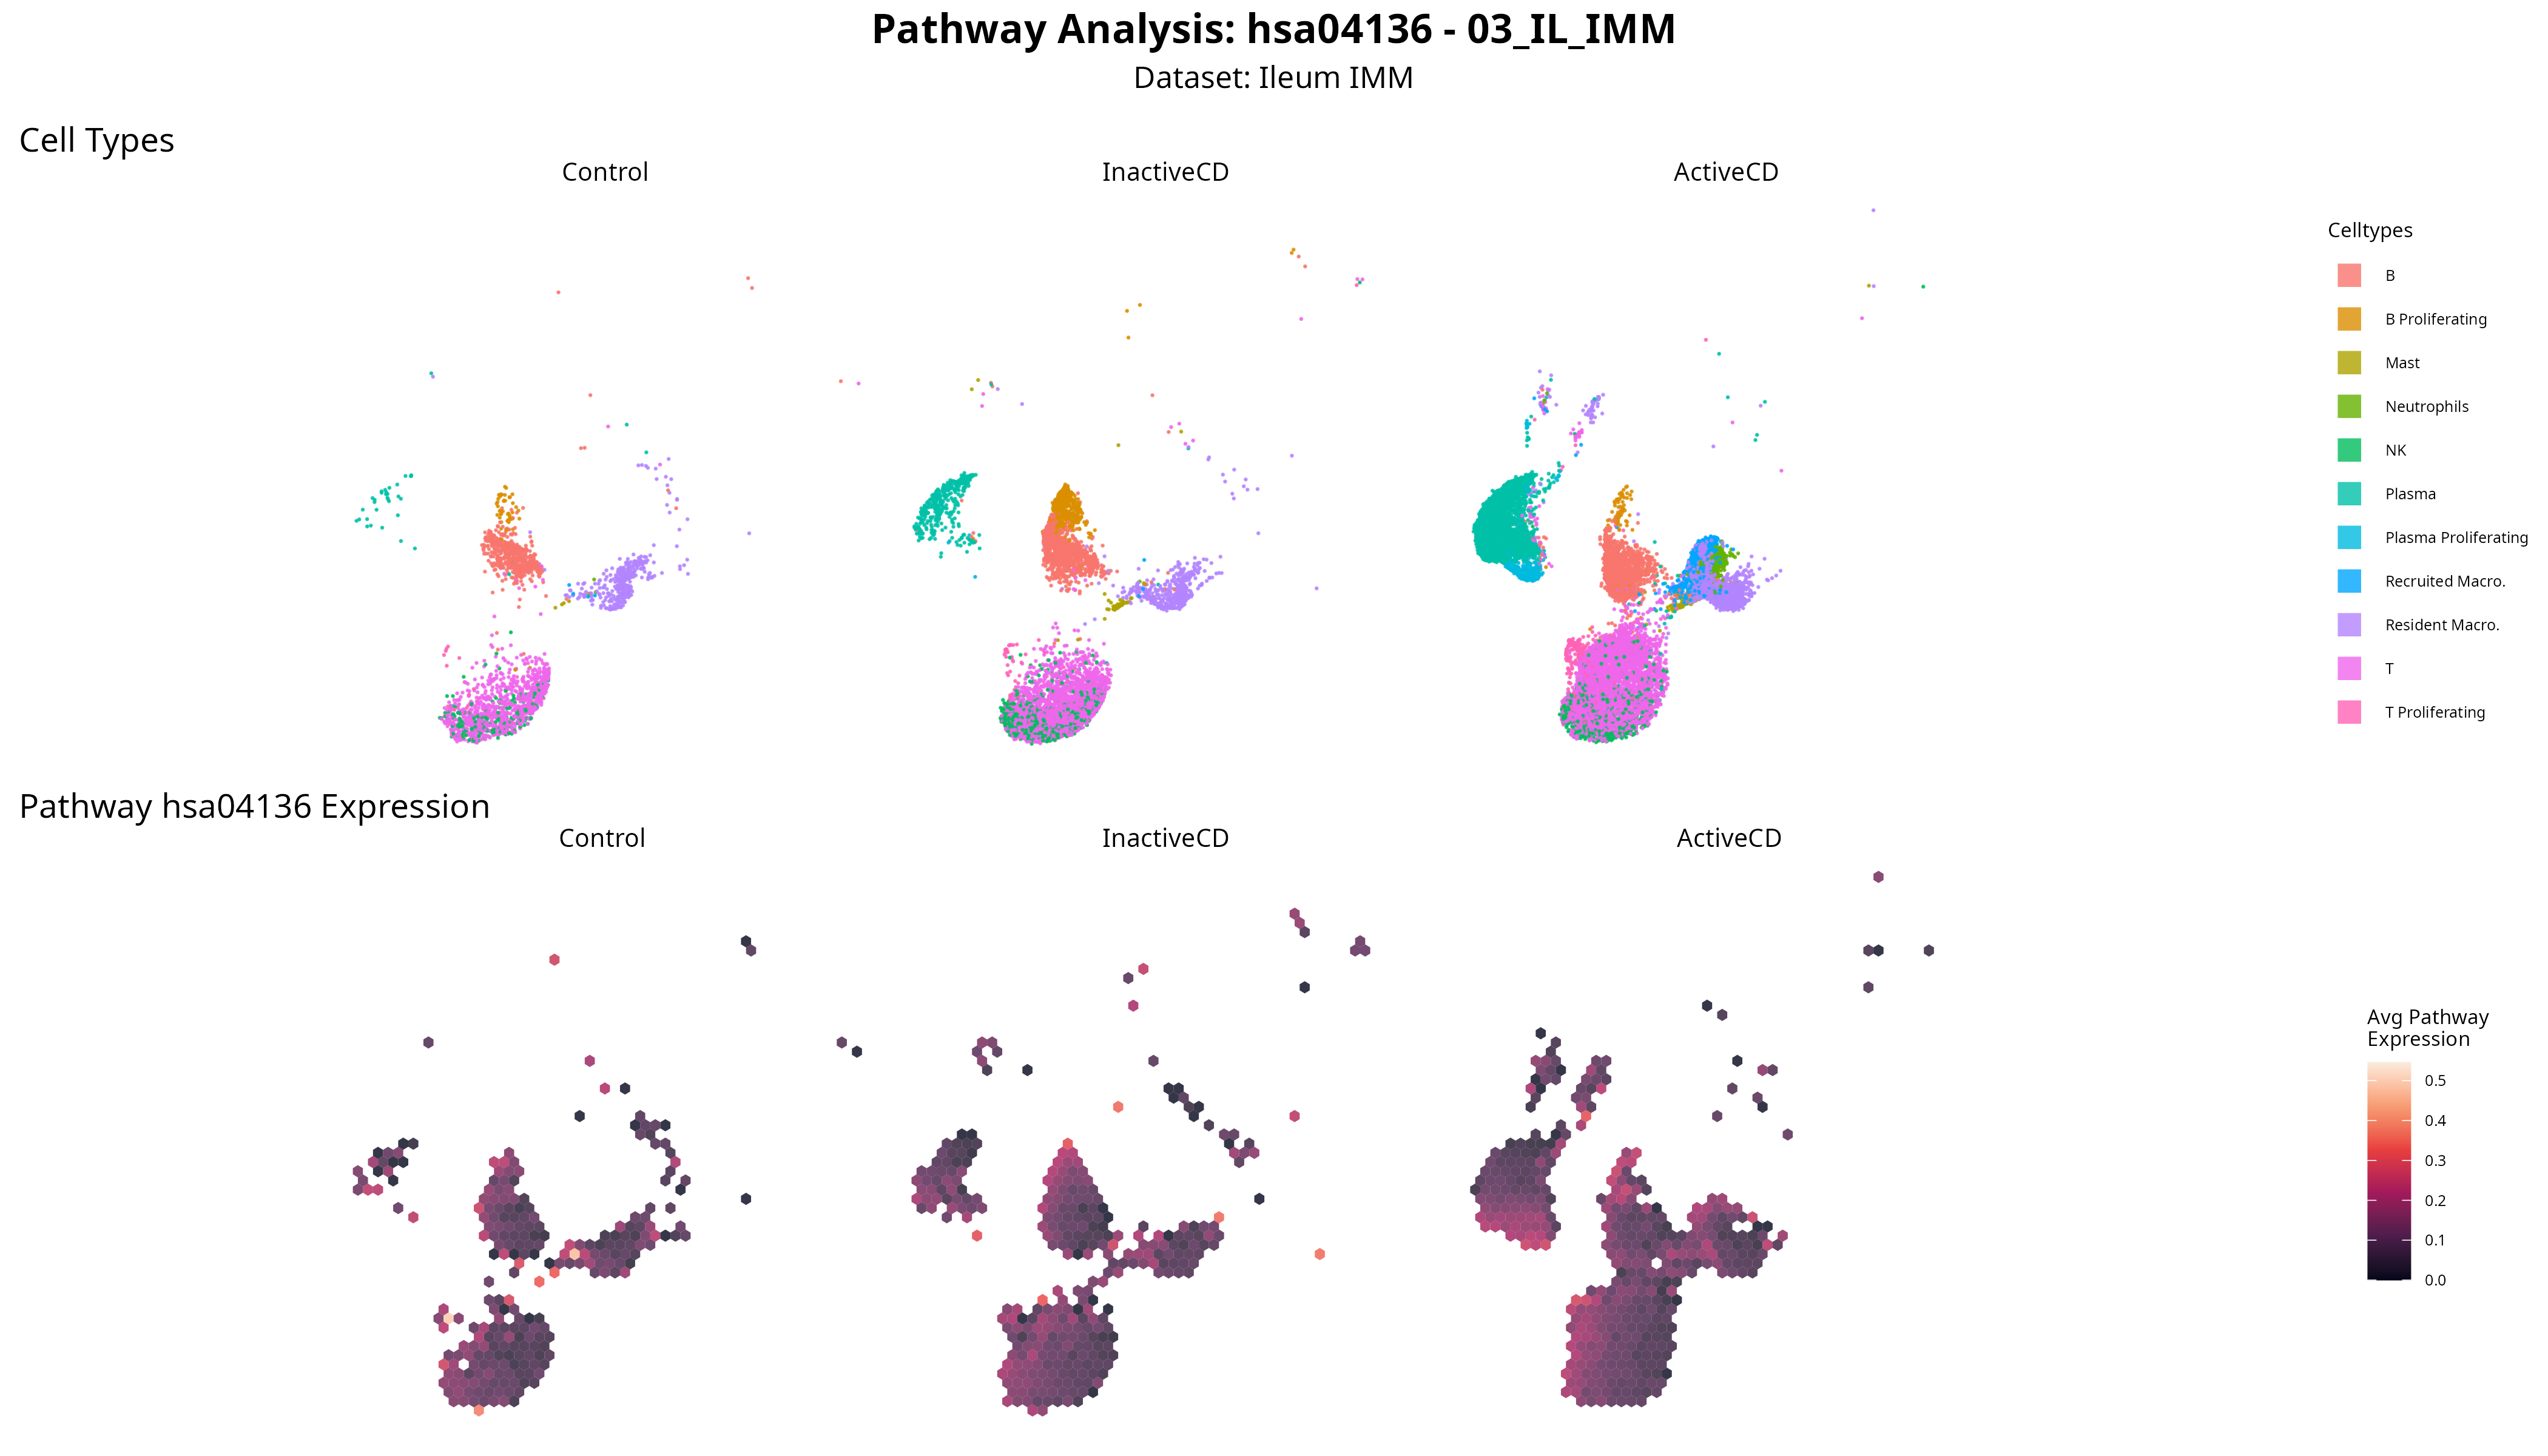 Pathway Analysis: hsa04136 - 03_IL_IMM
Dataset: Ileum IMM
Cell Types
Control
InactiveCD
ActiveCD
Celltypes
B
B Proliferating
Mast
Neutrophils
NK
Plasma
Plasma Proliferating
Recruited Macro.
Resident Macro.
T
T Proliferating
Pathway hsa04136 Expression
Control
InactiveCD
ActiveCD
Avg Pathway
Expression
0.5
0.4
0.3
0.2
0.1
0.0